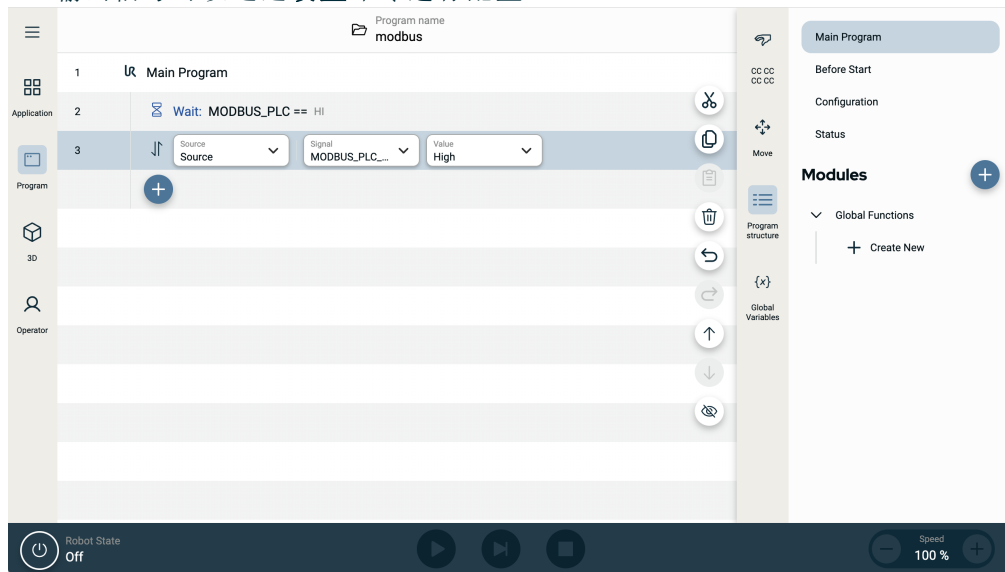 Program name
modbus
Main Program
Before Start
Configuration
Status
Modules
Global Functions
Create New
Application
Program
3D
Operator
1 Main Program
2 Wait: MODBUS_PLC == HI
3
Source
Source
Signal
MODBUS_PLC_...
Value
High
CC CC
CC CC
Move
Program
structure
{x}
Global
Variables
Robot State
Off
Speed
100 %